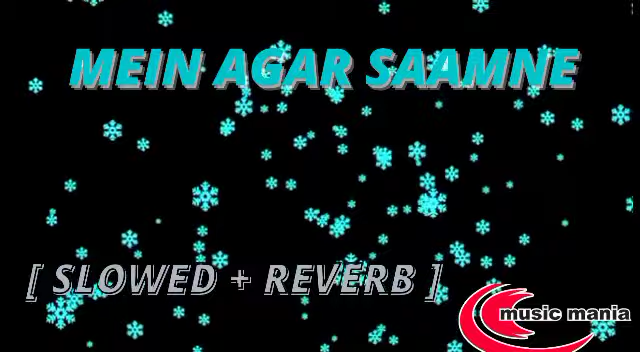 MEIN AGAR SAAMNE
[ SLOWED + REVERB ]
music mania